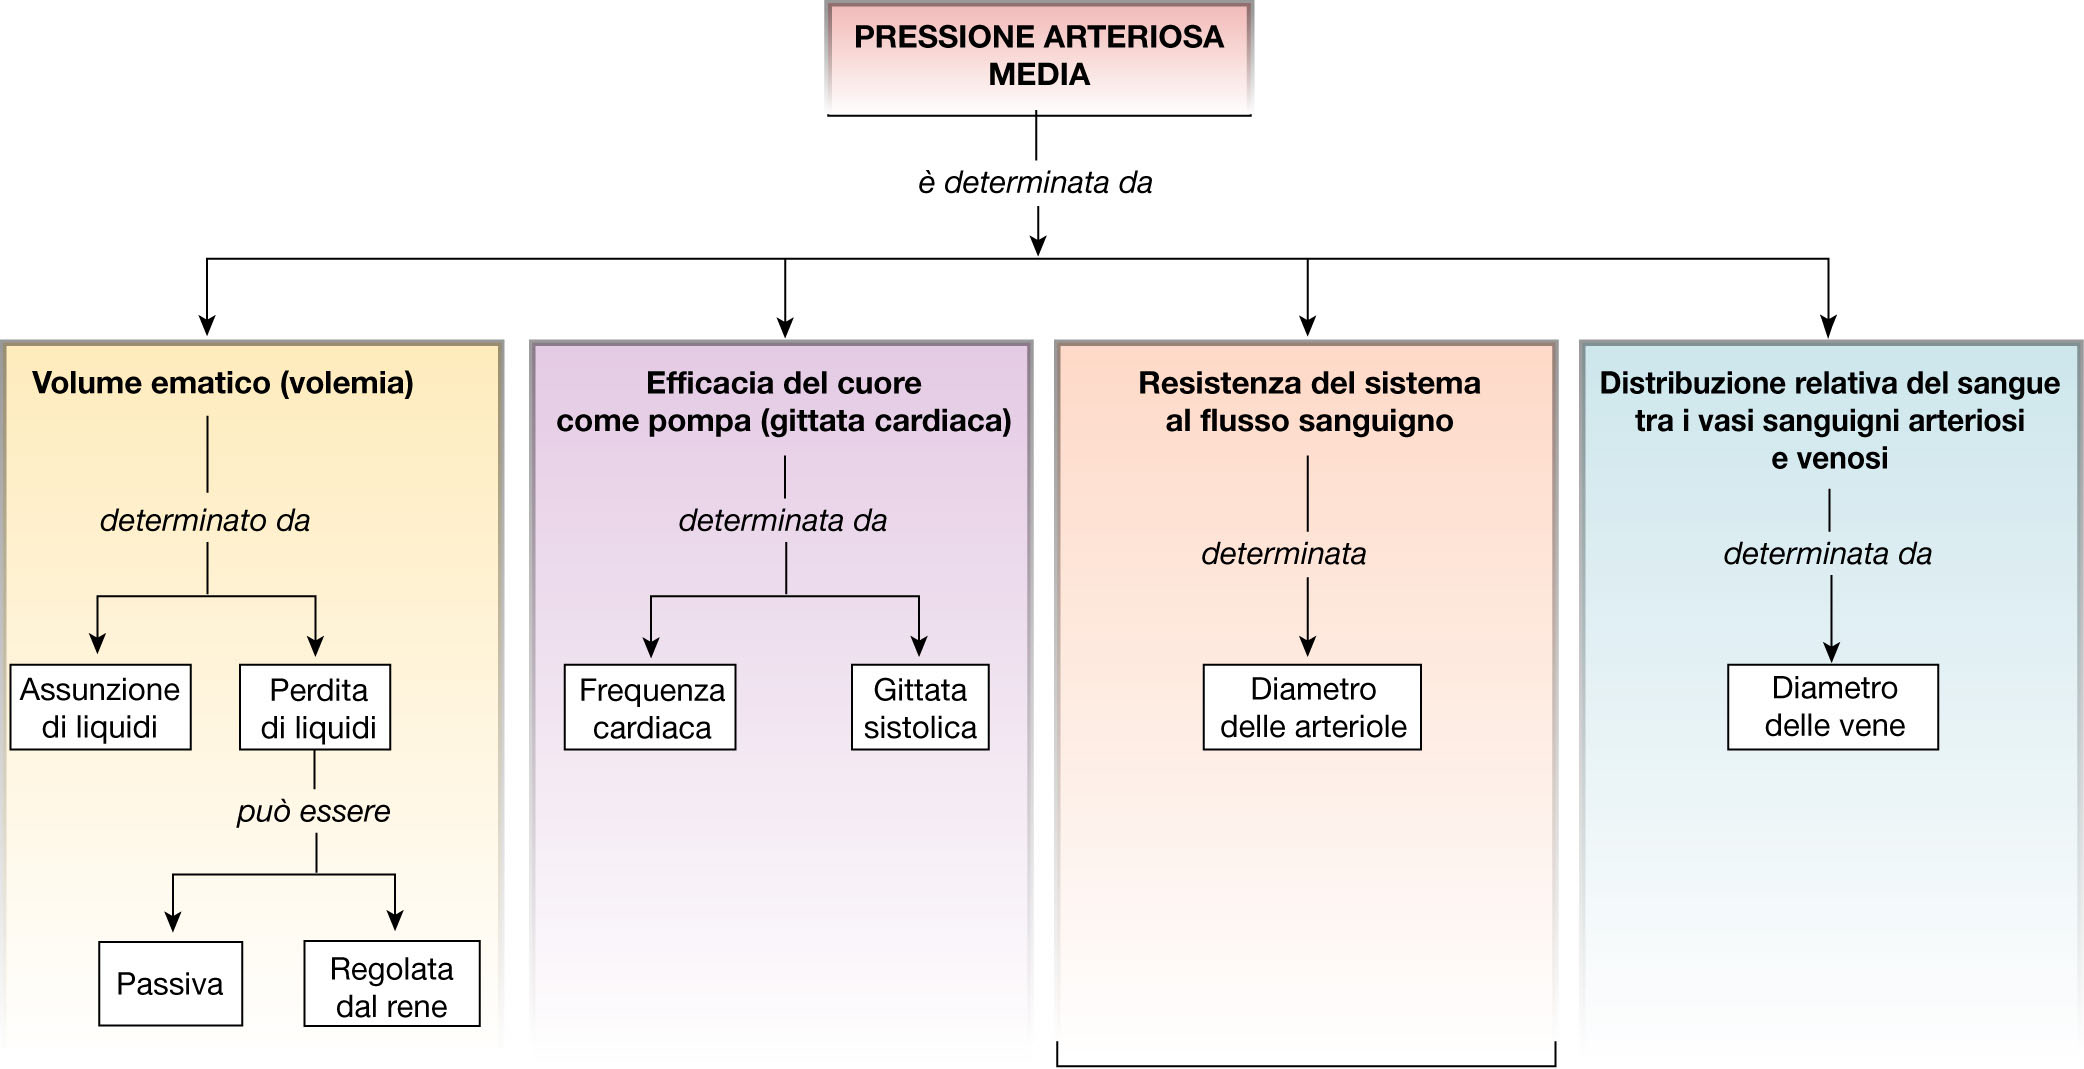 PRESSIONE ARTERIOSA
MEDIA
è determinata da
Volume ematico (volemia)
determinato da
Assunzione
di liquidi
Perdita
di liquidi
può essere
Passiva
Regolata
dal rene
Efficacia del cuore
come pompa (gittata cardiaca)
determinata da
Frequenza
cardiaca
Gittata
sistolica
Resistenza del sistema
al flusso sanguigno
determinata
Diametro
delle arteriole
Distribuzione relativa del sangue
tra i vasi sanguigni arteriosi
e venosi
determinata da
Diametro
delle vene